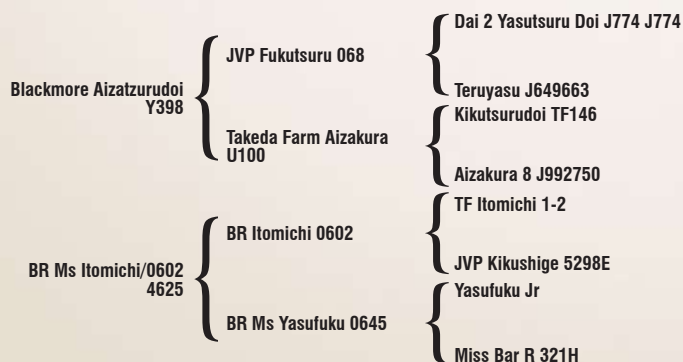 Dai 2 Yasutsuru Doi J774 J774
JVP Fukutsuru 068
Teruyasu J649663
Blackmore Aizatzurudoi
Y398
Kikutsurudoi TF146
Takeda Farm Aizakura
U100
Aizakura 8 J992750
TF Itomichi 1-2
BR Itomichi 0602
JVP Kikushige 5298E
BR Ms Itomichi/0602
4625
Yasufuku Jr
BR Ms Yasufuku 0645
Miss Bar R 321H